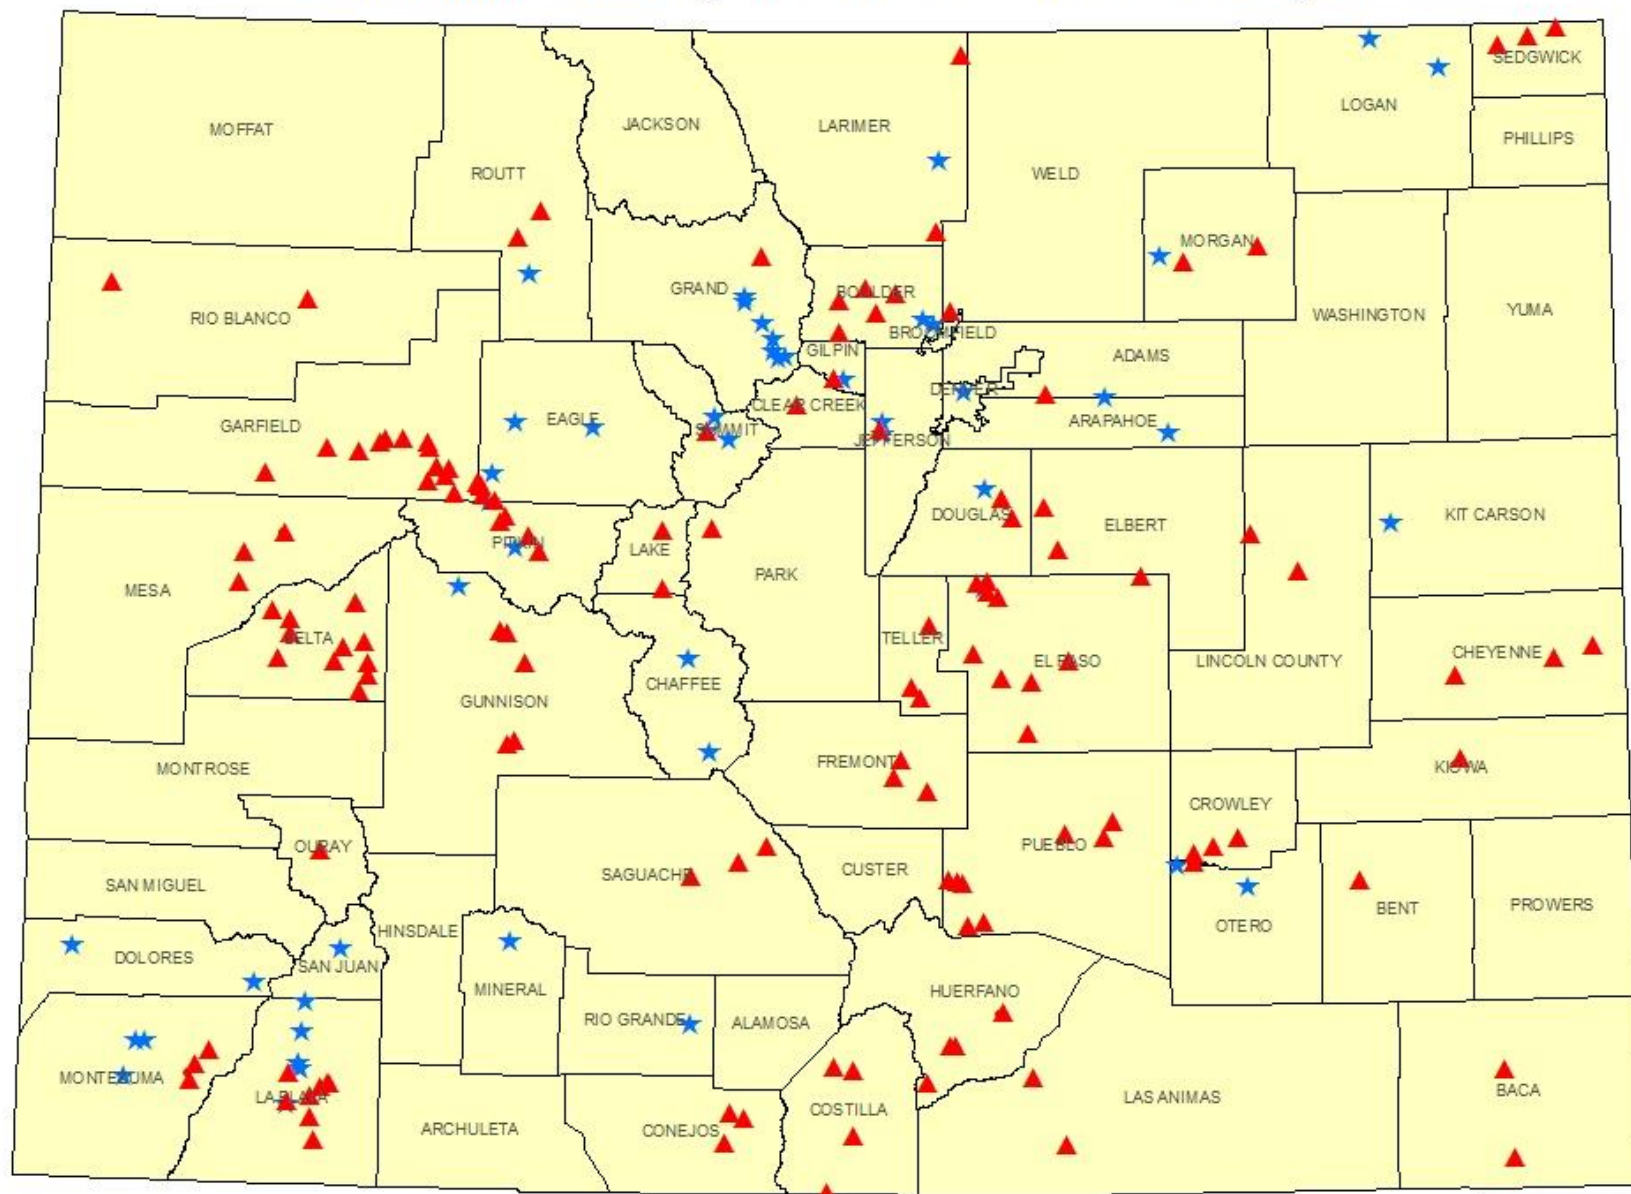 MOFFAT
ROUTT
JACKSON
LARIMER
WELD
LOGAN
SEDGWICK
PHILLIPS
MORGAN
WASHINGTON
YUMA
RIO BLANCO
GRAND
BOULDER
BROOMFIELD
GILPIN
ADAMS
DENVER
CLEAR CREEK
ARAPAHOE
JEFFERSON
GARFIELD
EAGLE
SUMMIT
DOUGLAS
ELBERT
KIT CARSON
PITKIN
LAKE
PARK
MESA
DELTA
TELLER
EL PASO
LINCOLN COUNTY
CHEYENNE
GUNNISON
CHAFFEE
MONTROSE
FREMONT
KIOWA
CROWLEY
OURAY
PUEBLO
SAGUACHE
CUSTER
SAN MIGUEL
HINSDALE
OTERO
BENT
PROWERS
DOLORES
SAN JUAN
MINERAL
RIO GRANDE
ALAMOSA
HUERFANO
MONTEZUMA
LA PLATA
ARCHULETA
CONEJOS
COSTILLA
LAS ANIMAS
BACA